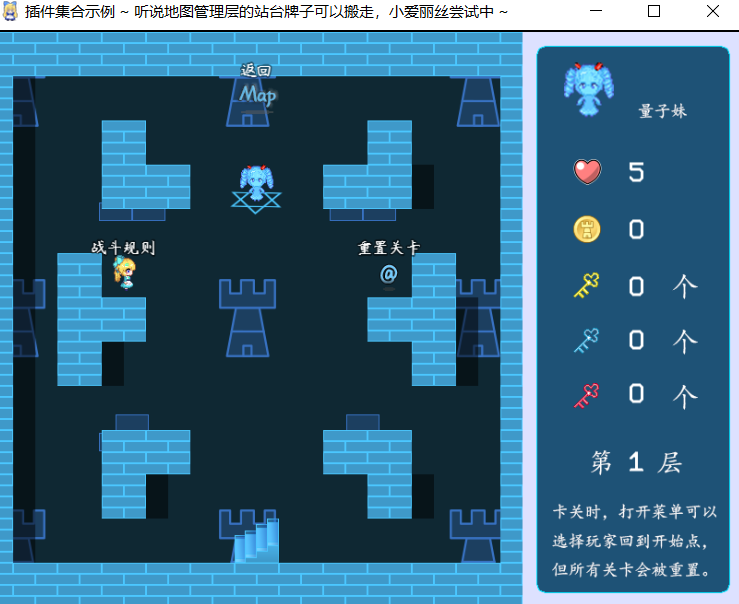 插件集合示例 ~ 听说地图管理层的站台牌子可以搬走，小爱丽丝尝试中 ~
返回
Map
量子妹
5
战斗规则
重置关卡
@
0
0 个
0 个
0 个
第 1 层
卡关时，打开菜单可以
选择玩家回到开始点，
但所有关卡会被重置。